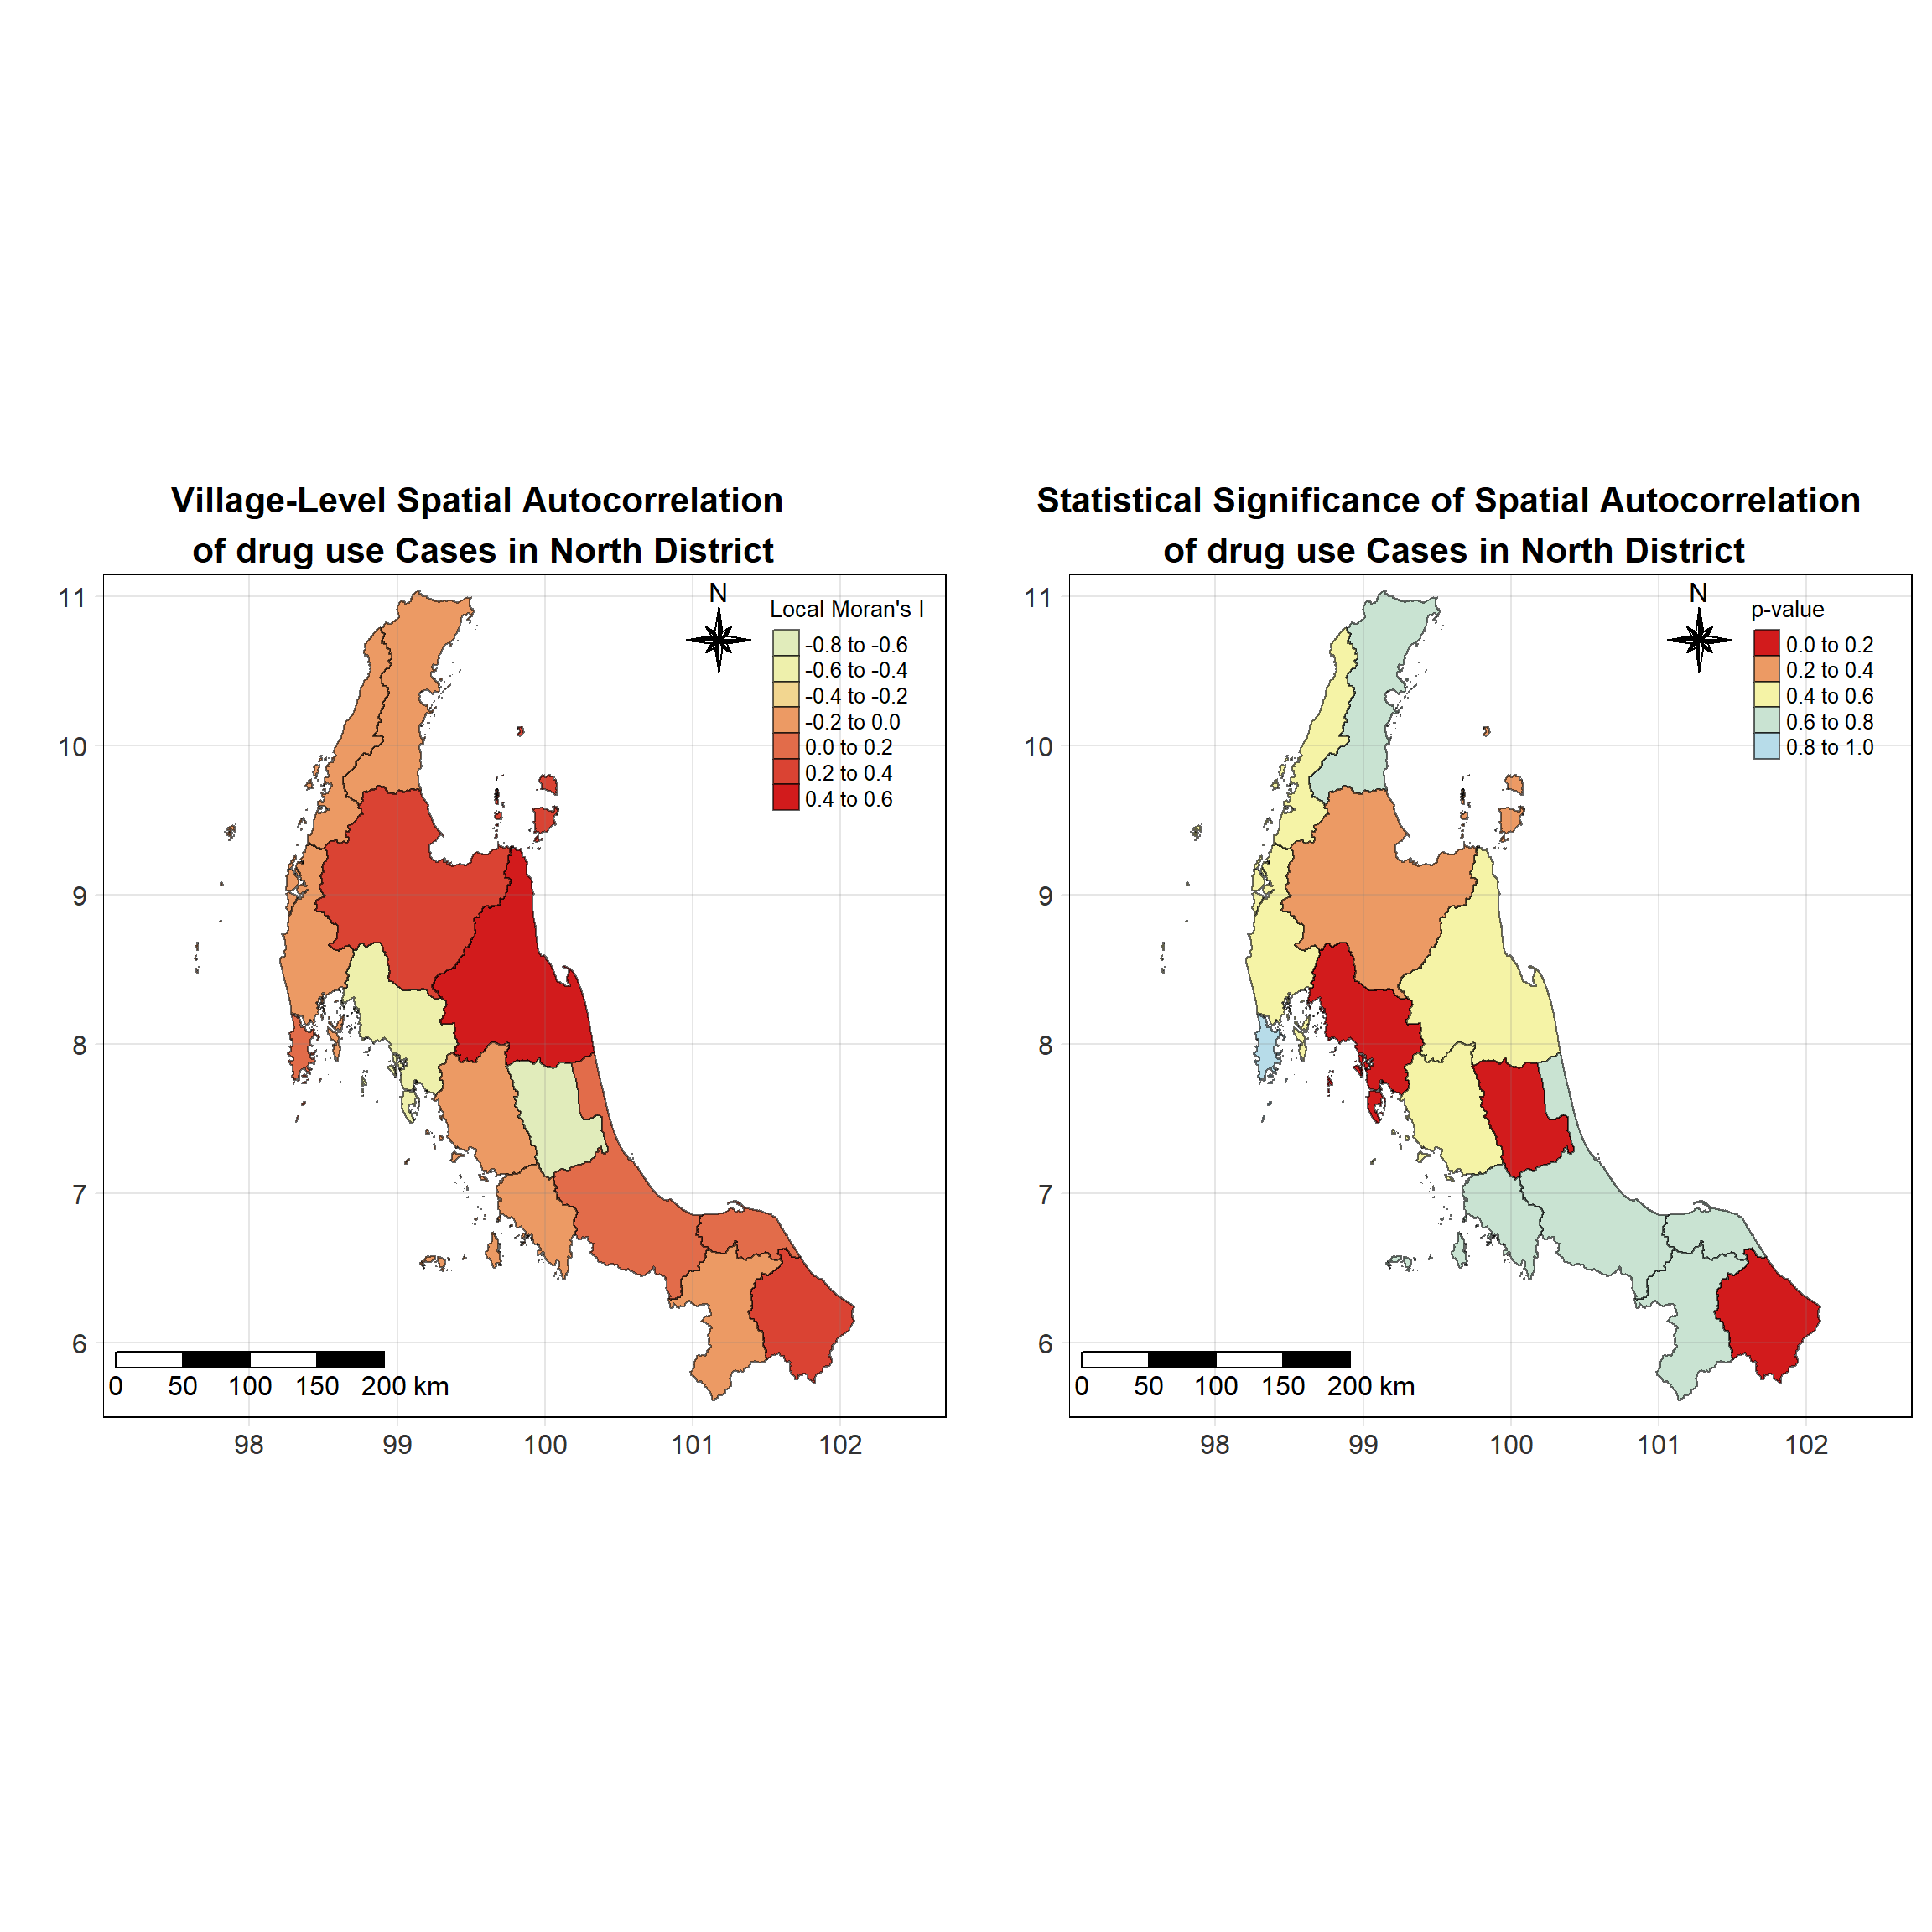 Village-Level Spatial Autocorrelation
of drug use Cases in North District
N
Local Moran's I
-0.8 to -0.6
-0.6 to -0.4
-0.4 to -0.2
-0.2 to 0.0
0.0 to 0.2
0.2 to 0.4
0.4 to 0.6
11
10
9
8
7
6
0 50 100 150 200 km
98 99 100 101 102
Statistical Significance of Spatial Autocorrelation
of drug use Cases in North District
N
p-value
0.0 to 0.2
0.2 to 0.4
0.4 to 0.6
0.6 to 0.8
0.8 to 1.0
11
10
9
8
7
6
0 50 100 150 200 km
98 99 100 101 102